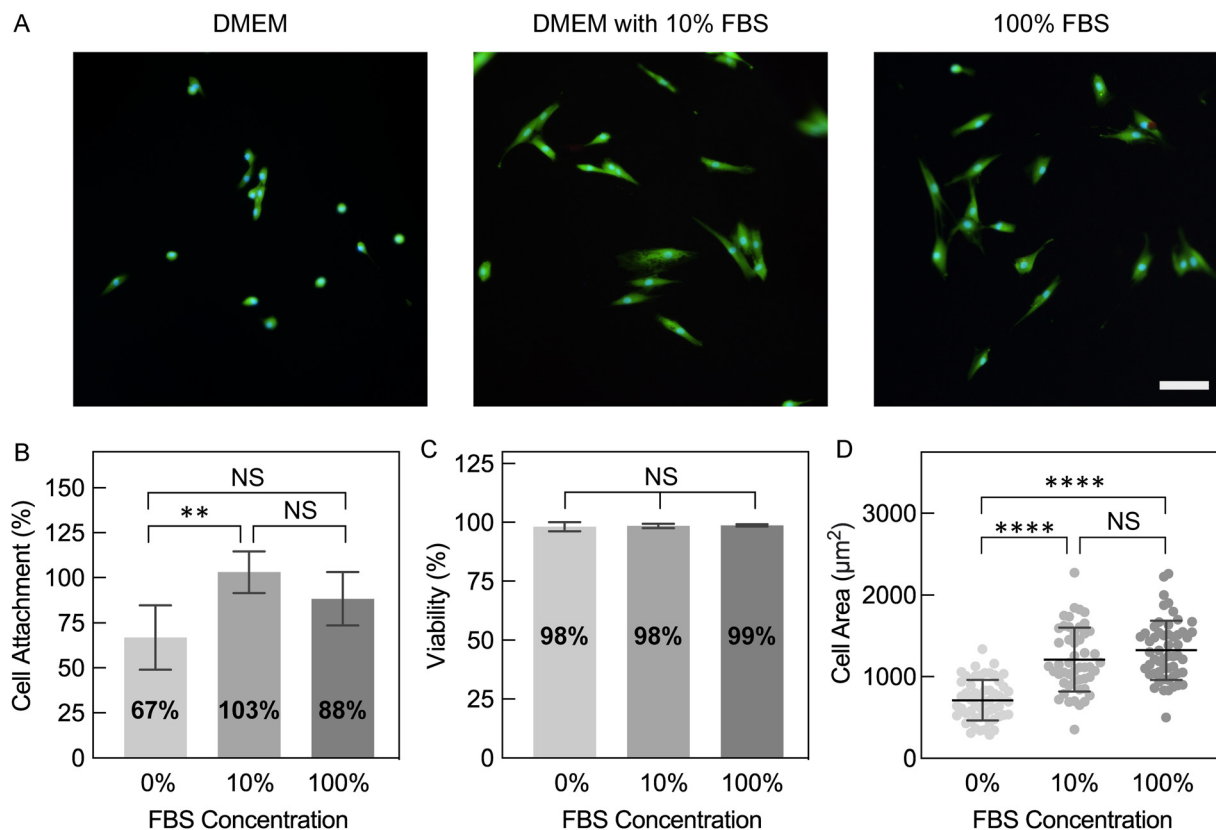 A
DMEM
DMEM with 10% FBS
100% FBS
B
Cell Attachment (%)
150
125
100
75
50
25
0
NS
**
NS
67%
103%
88%
0%
10%
100%
FBS Concentration
C
Viability (%)
125
100
75
50
25
0
NS
98%
98%
99%
0%
10%
100%
FBS Concentration
D
Cell Area (µm²)
3000
2000
1000
0
****
****
NS
0%
10%
100%
FBS Concentration